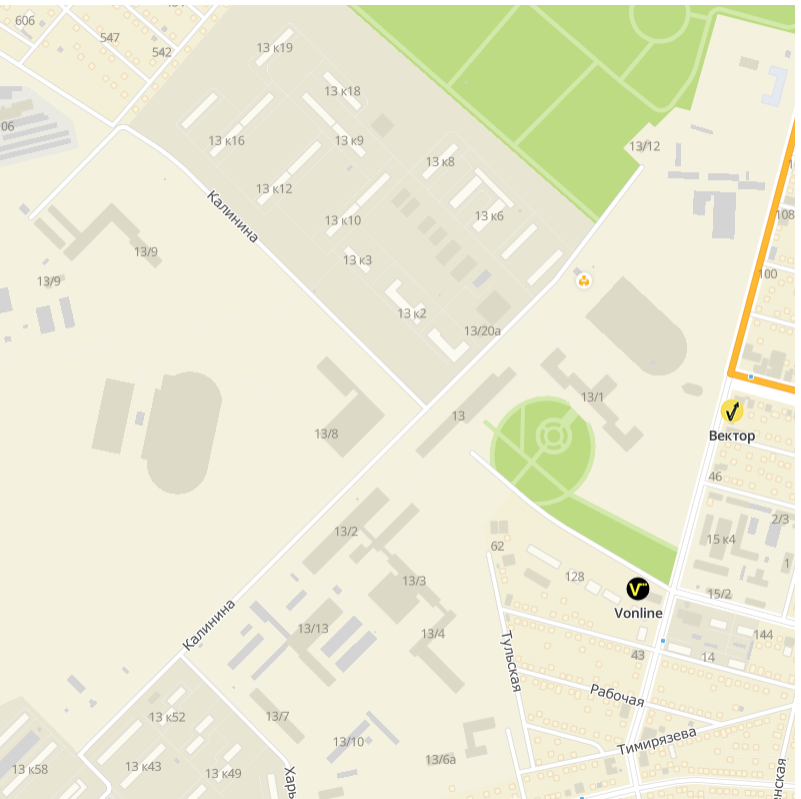 606
547
542
13 к19
13 к18
06
13 к16
13 к9
13/12
13 к8
13 к12
Калинина
13 к10
13 к6
108
13/9
13 к3
100
13/9
13 к2
13/20а
13/1
13
13/8
Вектор
46
2/3
13/2
15 к4
62
1
128
13/3
15/2
Vonline
Калинина
13/13
13/4
144
43
14
Тульская
Рабочая
13 к52
13/7
Тимирязева
13/10
13/6а
13 к58
13 к43
13 к49